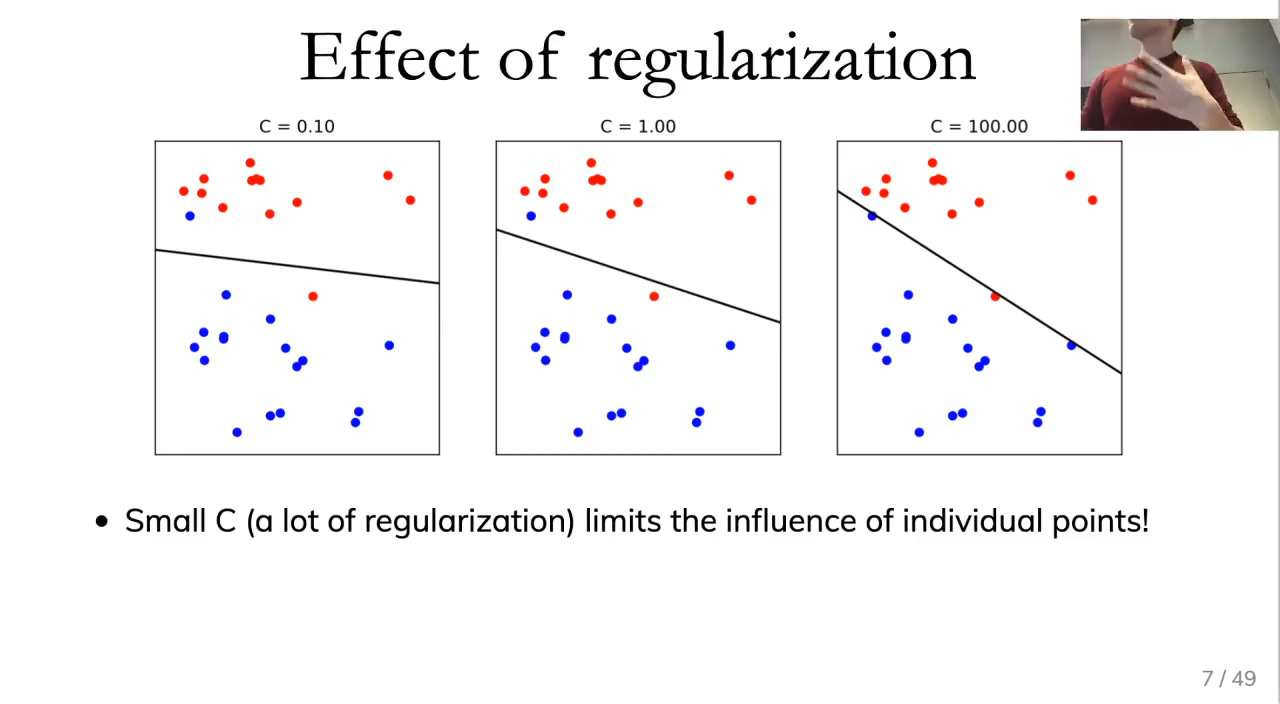 Effect of regularization
C = 0.10
C = 1.00
C = 100.00
• Small C (a lot of regularization) limits the influence of individual points!
7 / 49